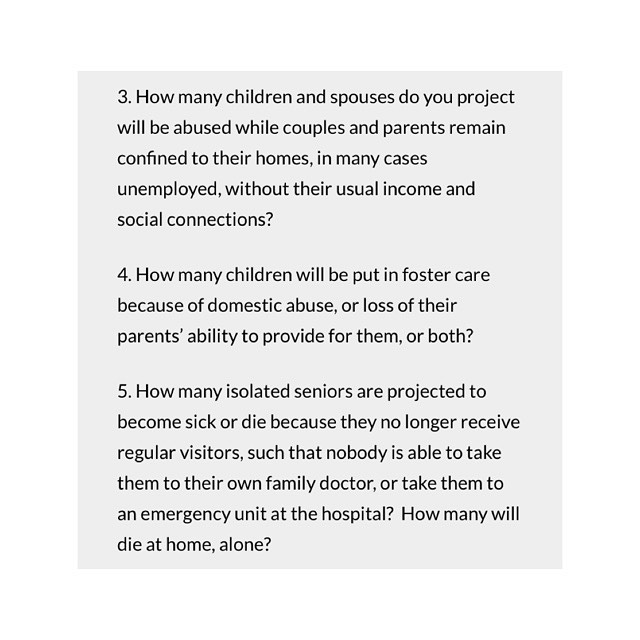 3. How many children and spouses do you project
will be abused while couples and parents remain
confined to their homes, in many cases
unemployed, without their usual income and
social connections?
4. How many children will be put in foster care
because of domestic abuse, or loss of their
parents’ ability to provide for them, or both?
5. How many isolated seniors are projected to
become sick or die because they no longer receive
regular visitors, such that nobody is able to take
them to their own family doctor, or take them to
an emergency unit at the hospital?  How many will
die at home, alone?